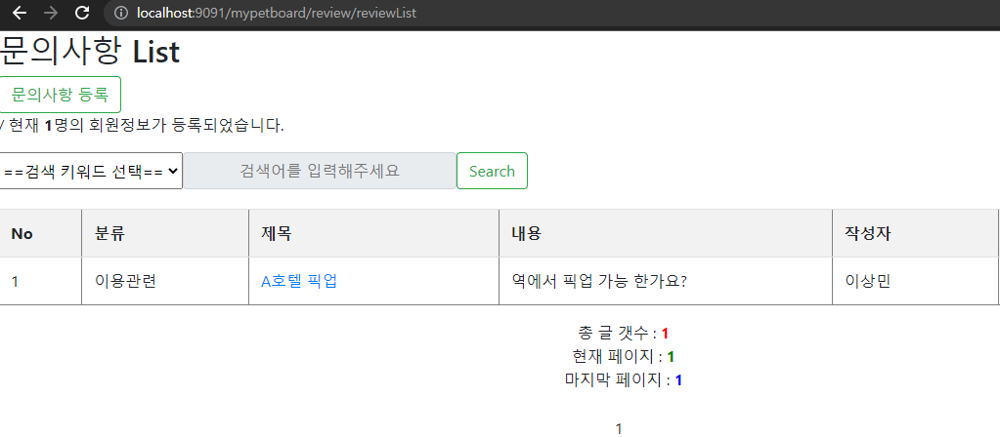 localhost:9091/mypetboard/review/reviewList
문의사항 List
문의사항 등록
/ 현재 1명의 회원정보가 등록되었습니다.
==검색 키워드 선택== 검색어를 입력해주세요 Search
No 분류 제목 내용 작성자
1 이용관련 A호텔 픽업 역에서 픽업 가능 한가요? 이상민
총 글 갯수 : 1
현재 페이지 : 1
마지막 페이지 : 1
1